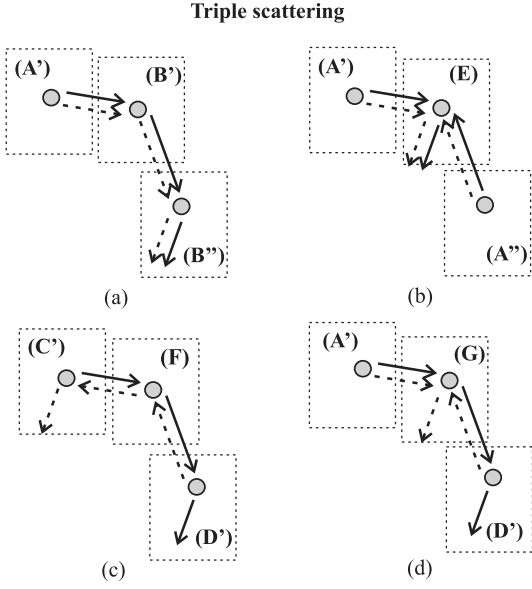 Triple scattering
(A') (B') (B'')
(a)
(A') (E) (A'')
(b)
(C') (F) (D')
(c)
(A') (G) (D')
(d)